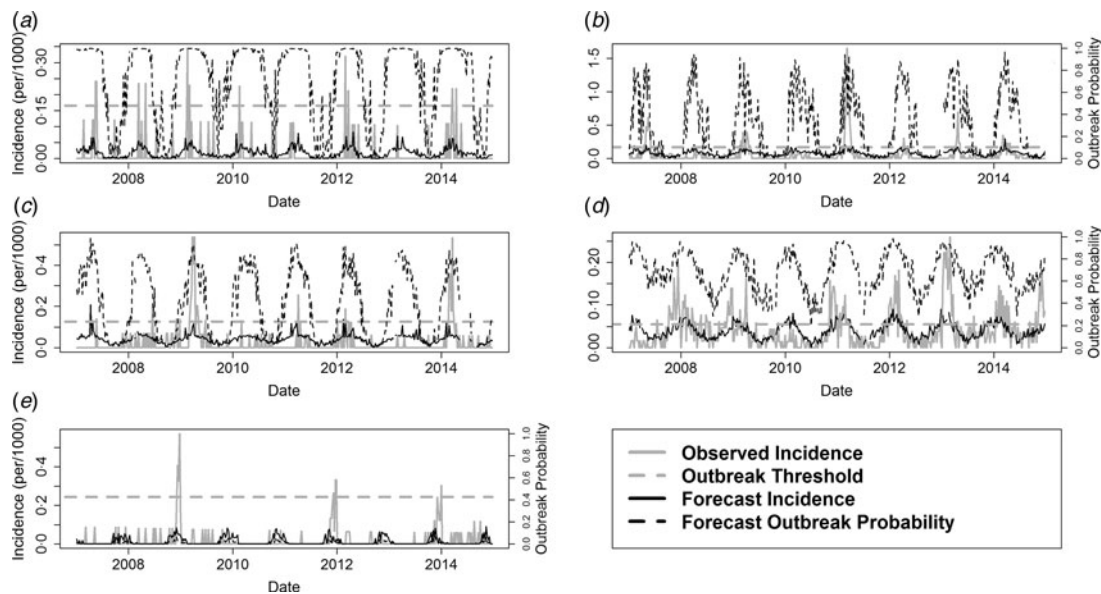 (a)
(b)
Incidence (per/1000)
0·30
0·15
0·00
2008 2010 2012 2014
Date
1·5
1·0
0·5
0·0
2008 2010 2012 2014
Date
1·0
0·8
0·6
0·4
0·2
0·0
Outbreak Probability
(c)
(d)
Incidence (per/1000)
0·4
0·2
0·0
2008 2010 2012 2014
Date
0·20
0·10
0·00
2008 2010 2012 2014
Date
1·0
0·8
0·6
0·4
0·2
0·0
Outbreak Probability
(e)
Incidence (per/1000)
0·4
0·2
0·0
2008 2010 2012 2014
Date
1·0
0·8
0·6
0·4
0·2
0·0
Outbreak Probability
Observed Incidence
Outbreak Threshold
Forecast Incidence
Forecast Outbreak Probability